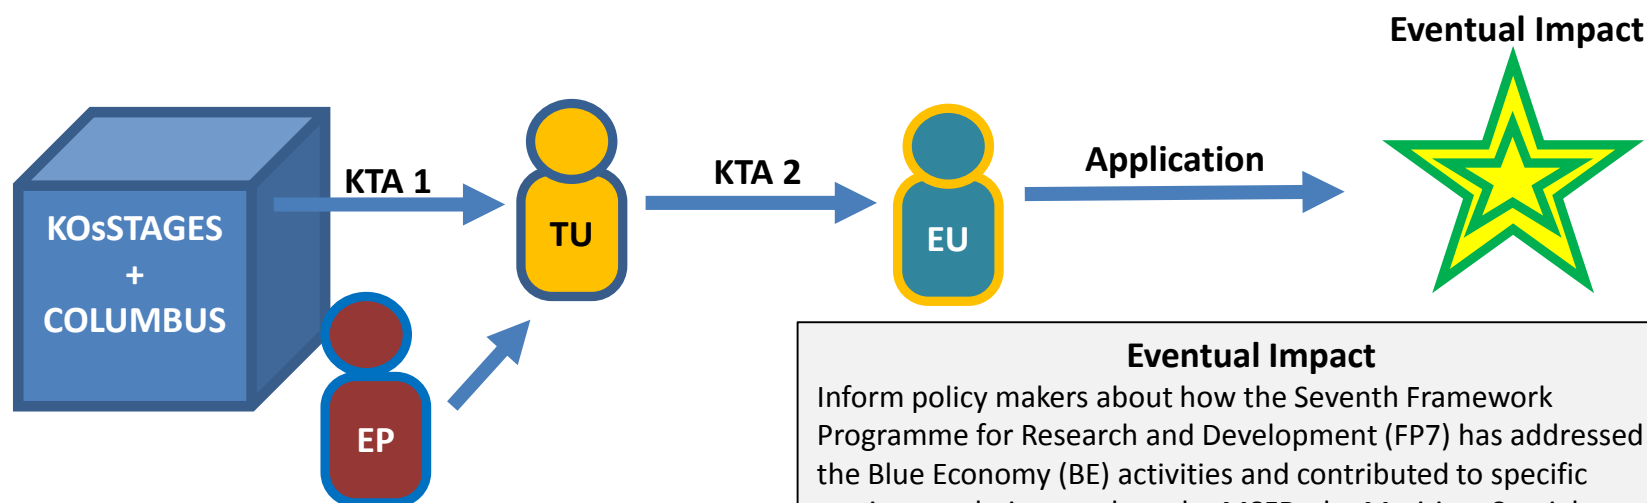 Eventual Impact
KOsSTAGES
+
COLUMBUS
KTA 1
TU
KTA 2
EU
Application
EP
Eventual Impact
Inform policy makers about how the Seventh Framework
Programme for Research and Development (FP7) has addressed
the Blue Economy (BE) activities and contributed to specific